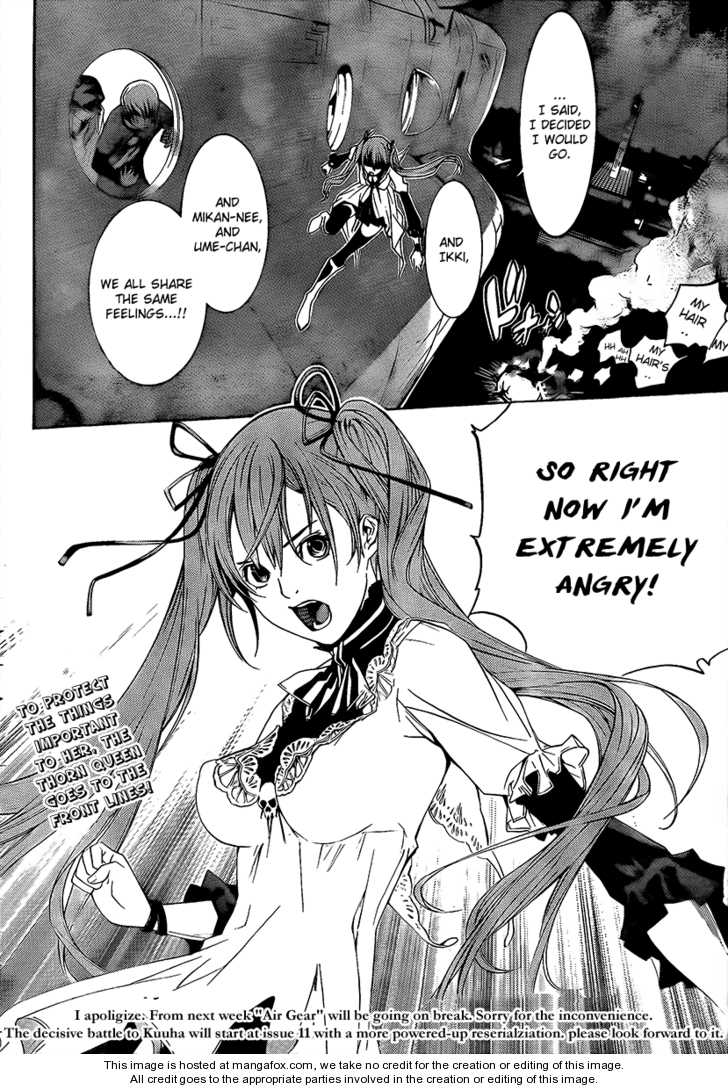 ...
I SAID,
I DECIDED
I WOULD
GO.
AND
IKKI,
AND
MIKAN-NEE,
AND
UME-CHAN,
WE ALL SHARE
THE SAME
FEELINGS...!!
ドドドド
MY
HAIR
..
MY
HH AH
HH
MY
HAIR'S
..
SO RIGHT
NOW I'M
EXTREMELY
ANGRY!
TO PROTECT
THE THINGS
IMPORTANT
TO HER, THE
THORN QUEEN
GOES TO THE
FRONT LINES!
I apoligize: From next week "Air Gear" will be going on break. Sorry for the inconvenience.
The decisive battle to Kuuha will start at issue 11 with a more powered-up reserialziation. please look forward to it.
This image is hosted at mangafox.com, we take no credit for the creation or editing of this image.
All credit goes to the appropriate parties involved in the creation or editing of this image.